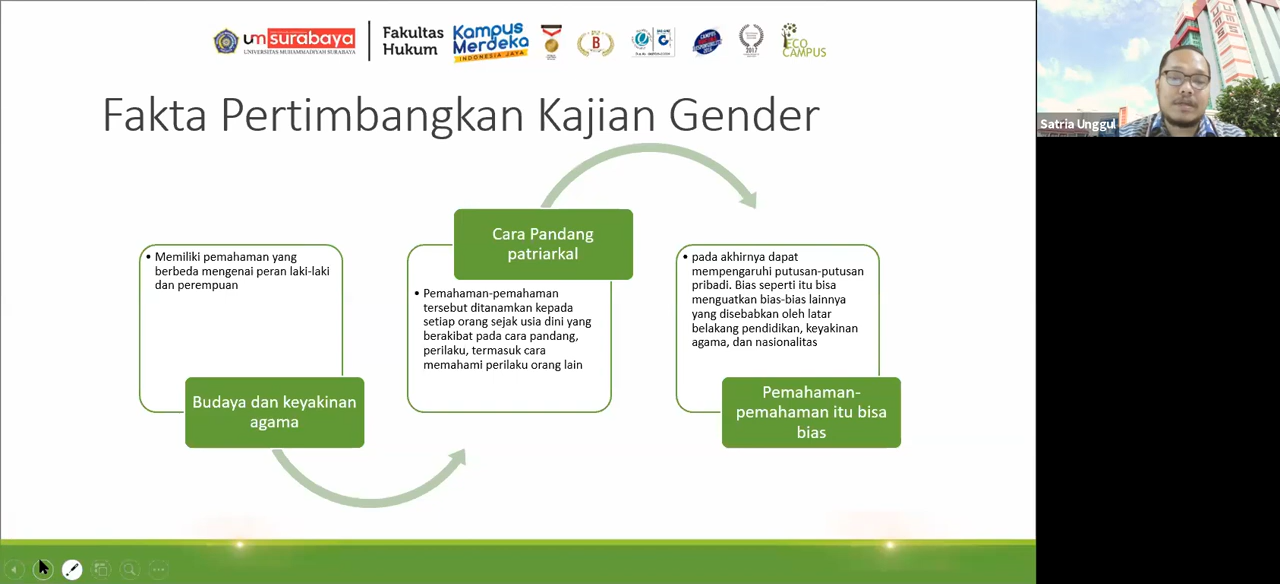 um surabaya
UNIVERSITAS MUHAMMADIYAH SURABAYA
Fakultas
Hukum
Kampus
Merdeka
INDONESIA JAYA
B
2017
ECO
CAMPUS
Satria Unggul
Fakta Pertimbangkan Kajian Gender
• Memiliki pemahaman yang
berbeda mengenai peran laki-laki
dan perempuan
Budaya dan keyakinan
agama
Cara Pandang
patriarkal
• Pemahaman-pemahaman
tersebut ditanamkan kepada
setiap orang sejak usia dini yang
berakibat pada cara pandang,
perilaku, termasuk cara
memahami perilaku orang lain
• pada akhirnya dapat
mempengaruhi putusan-putusan
pribadi. Bias seperti itu bisa
menguatkan bias-bias lainnya
yang disebabkan oleh latar
belakang pendidikan, keyakinan
agama, dan nasionalitas
Pemahaman-
pemahaman itu bisa
bias